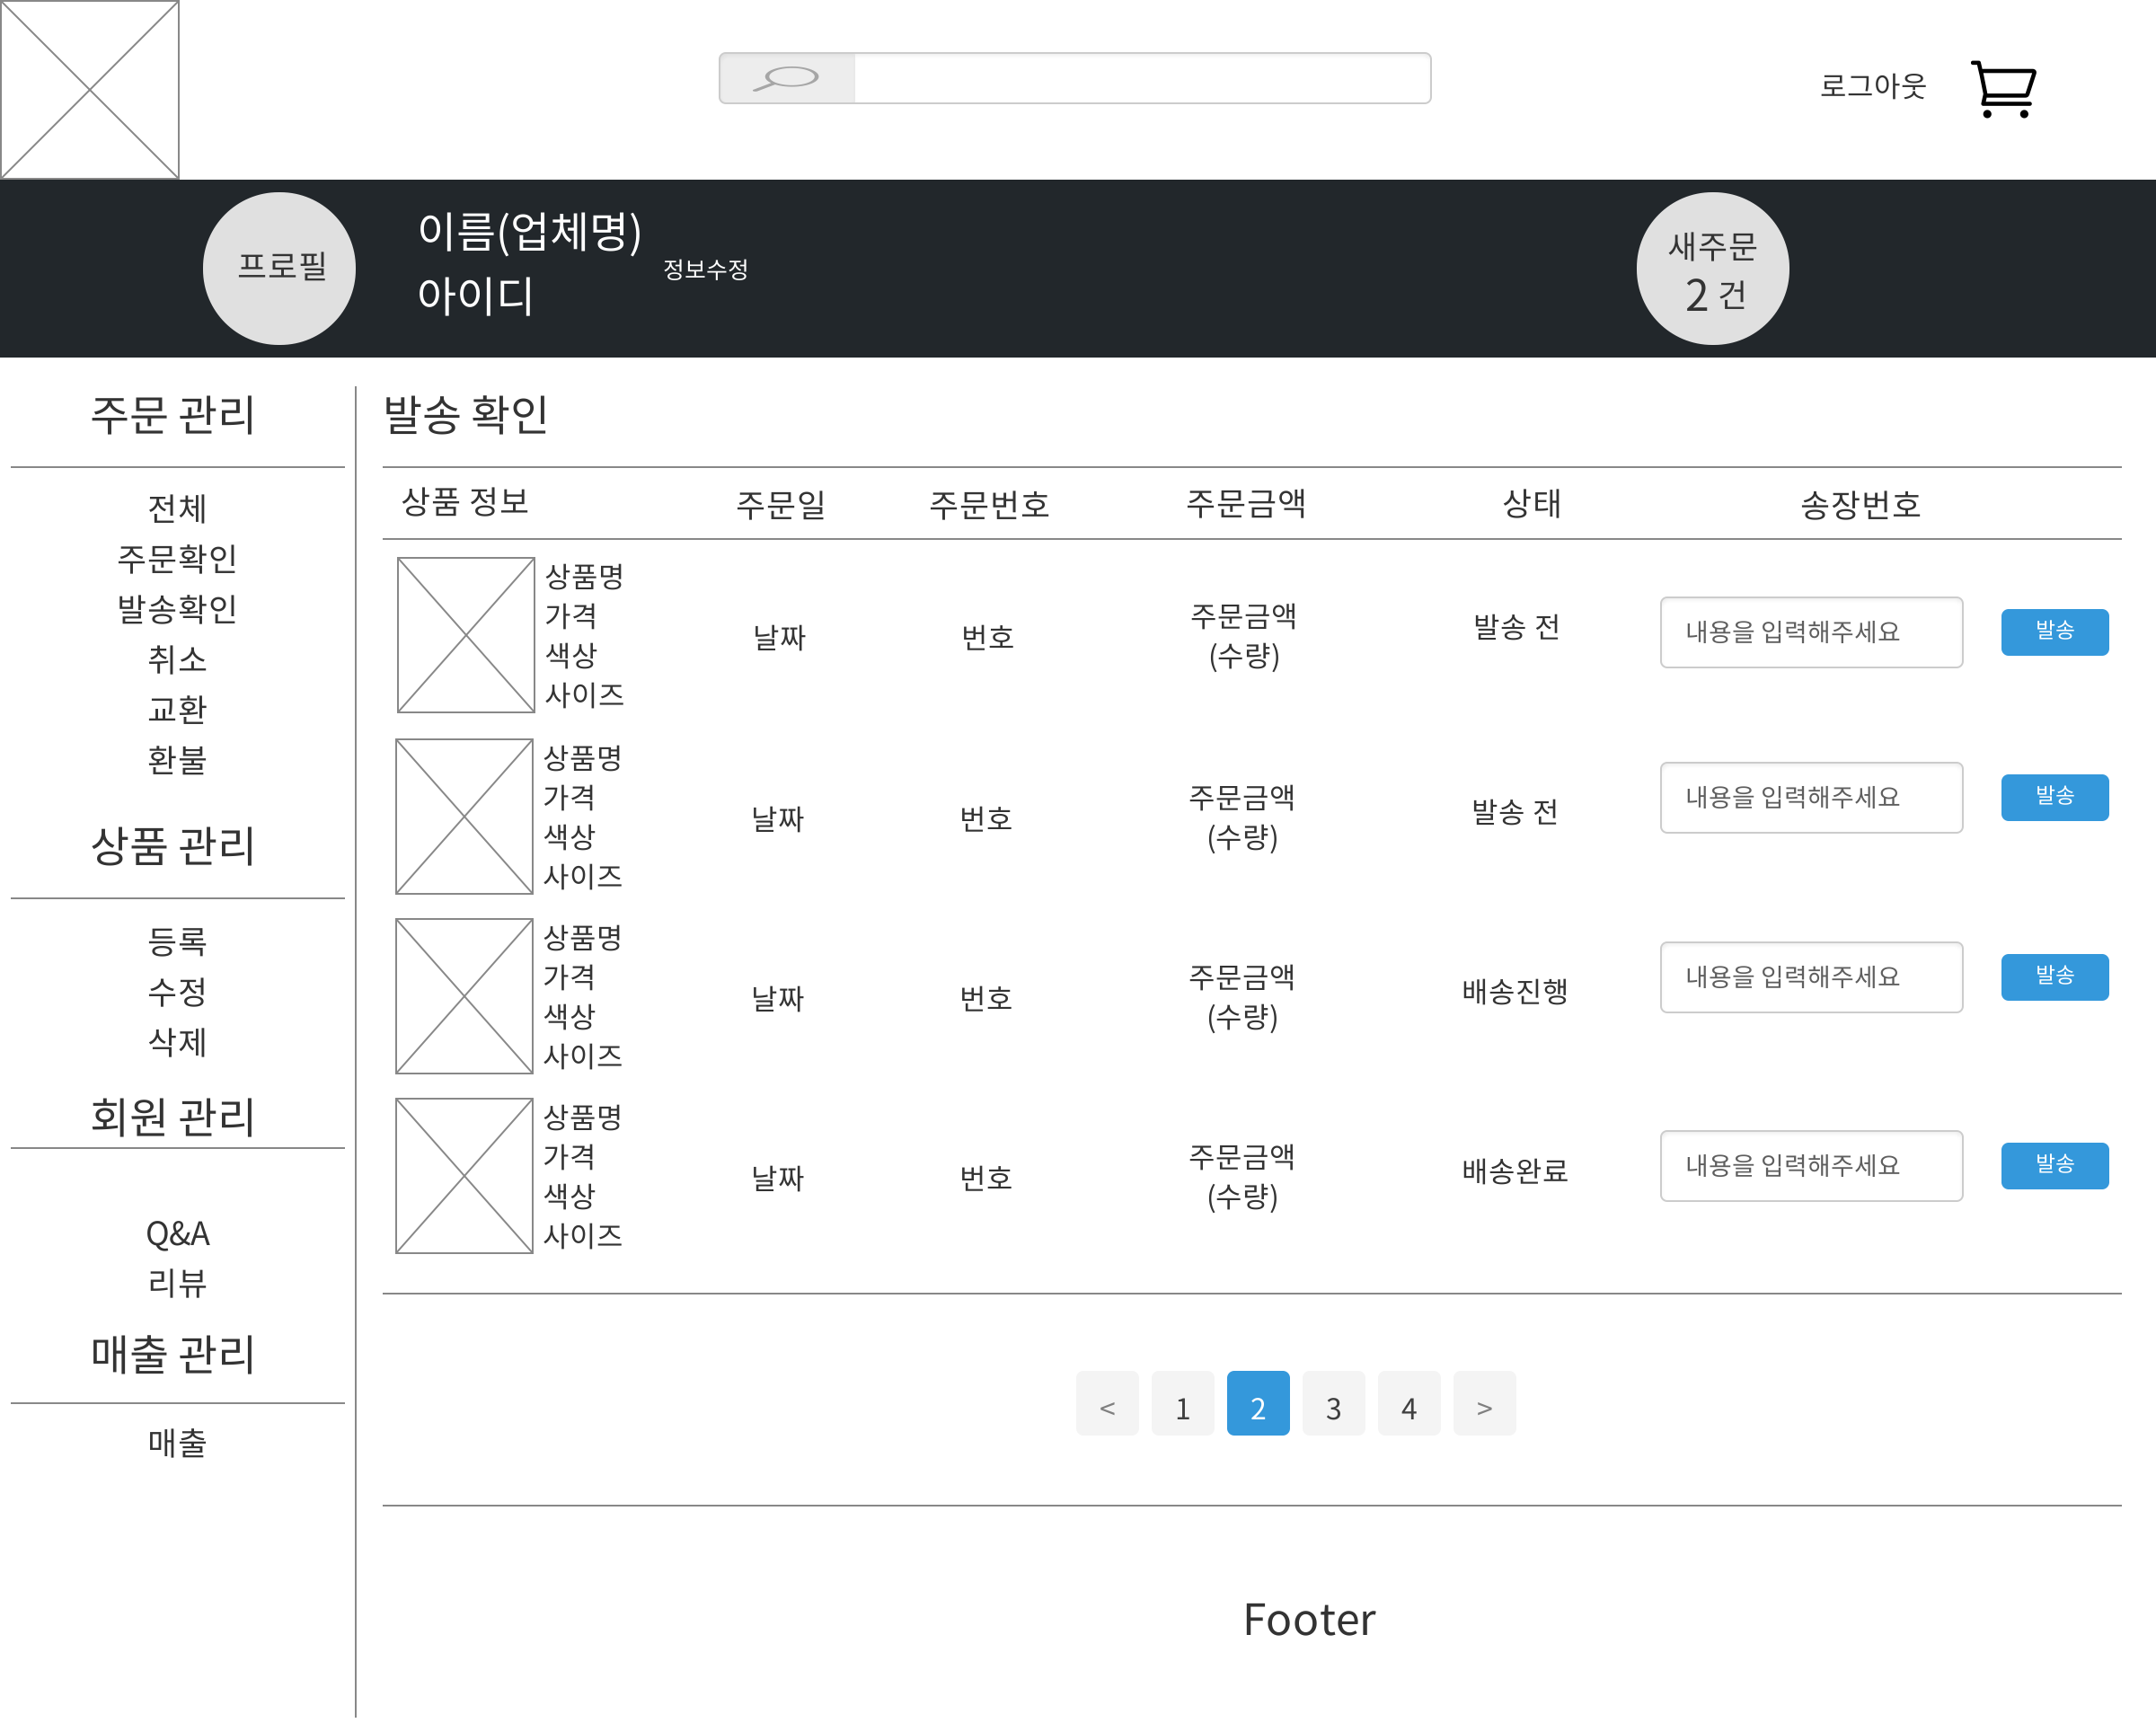 로그아웃
프로필
이름(업체명)
아이디
정보수정
새주문
2 건
주문 관리
전체
주문확인
발송확인
취소
교환
환불
상품 관리
등록
수정
삭제
회원 관리
Q&A
리뷰
매출 관리
매출
발송 확인
상품 정보 주문일 주문번호 주문금액 상태 송장번호
상품명
가격
색상
사이즈
날짜
번호
주문금액
(수량)
발송 전
내용을 입력해주세요
발송
상품명
가격
색상
사이즈
날짜
번호
주문금액
(수량)
발송 전
내용을 입력해주세요
발송
상품명
가격
색상
사이즈
날짜
번호
주문금액
(수량)
배송진행
내용을 입력해주세요
발송
상품명
가격
색상
사이즈
날짜
번호
주문금액
(수량)
배송완료
내용을 입력해주세요
발송
< 1 2 3 4 >
Footer